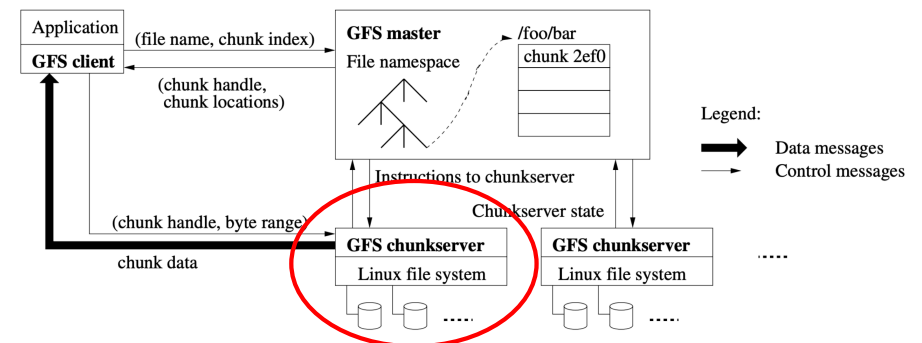 Application
GFS client
(file name, chunk index)
(chunk handle,
chunk locations)
GFS master
File namespace
/foo/bar
chunk 2ef0
Legend:
Data messages
Control messages
Instructions to chunkserver
Chunkserver state
(chunk handle, byte range)
chunk data
GFS chunkserver
Linux file system
GFS chunkserver
Linux file system